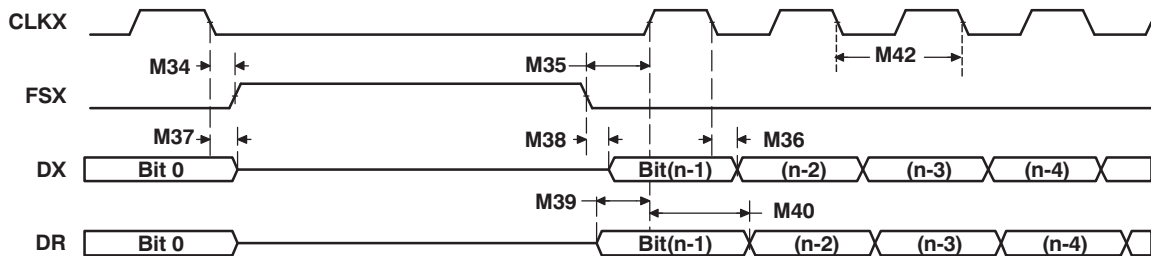 CLKX
M34
M35
M42
FSX
M37
M38
M36
DX
Bit 0
Bit(n-1)
(n-2)
(n-3)
(n-4)
M39
M40
DR
Bit 0
Bit(n-1)
(n-2)
(n-3)
(n-4)